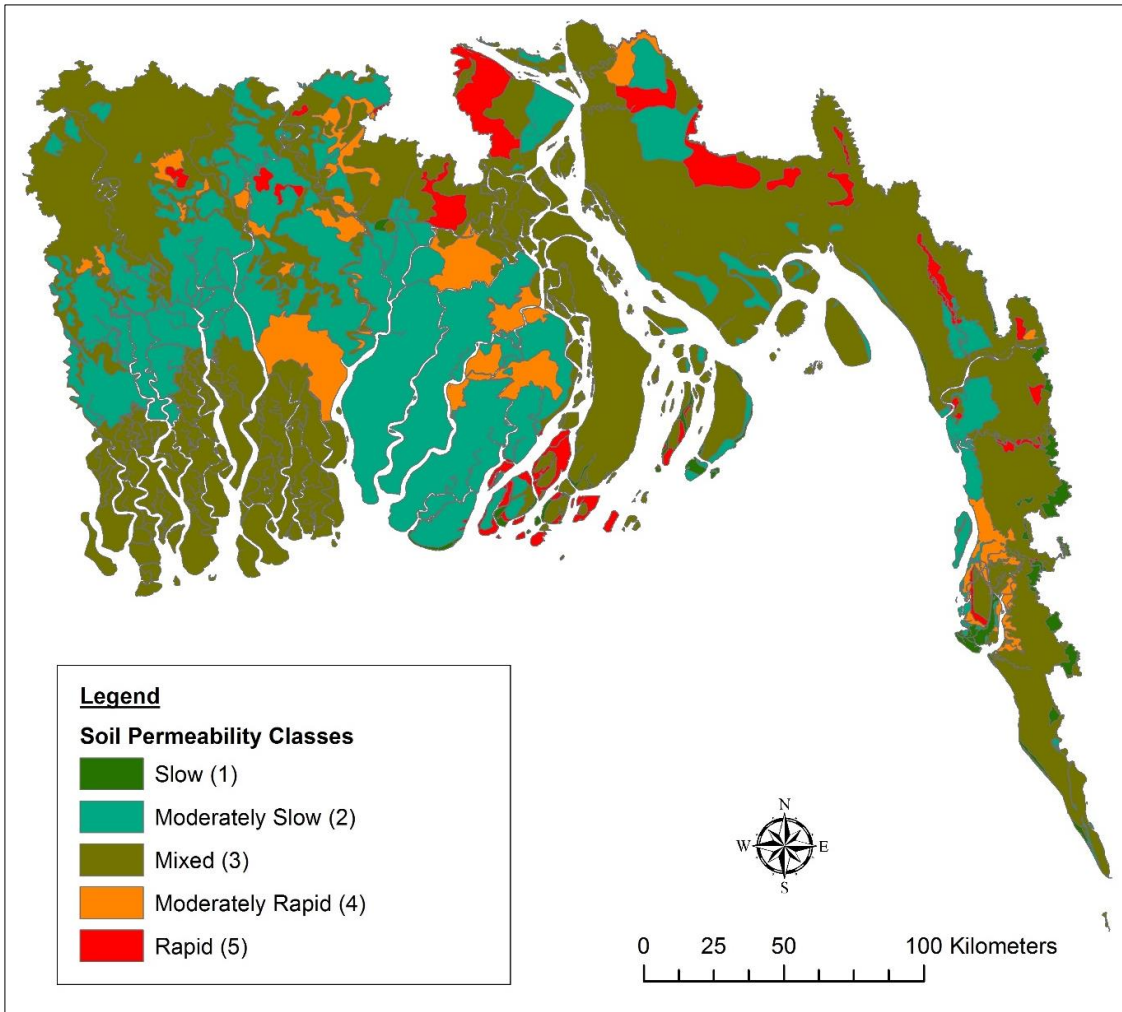 Legend
Soil Permeability Classes
Slow (1)
Moderately Slow (2)
Mixed (3)
Moderately Rapid (4)
Rapid (5)
N
W E
S
0 25 50 100 Kilometers